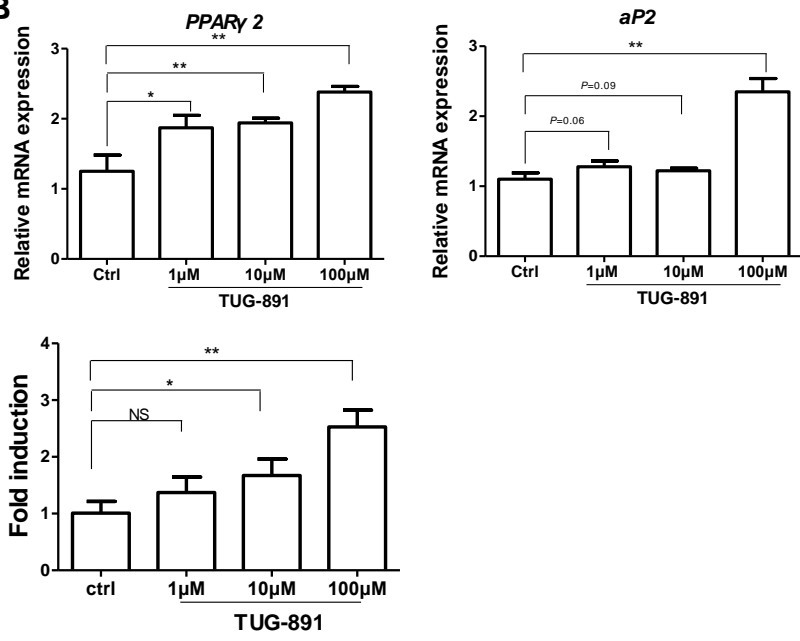 B
PPARγ 2
Relative mRNA expression
3
2
1
0
**
**
*
Ctrl 1µM 10µM 100µM
TUG-891
aP2
Relative mRNA expression
3
2
1
0
**
P=0.09
P=0.06
Ctrl 1µM 10µM 100µM
TUG-891
Fold induction
4
3
2
1
0
**
*
NS
ctrl 1µM 10µM 100µM
TUG-891